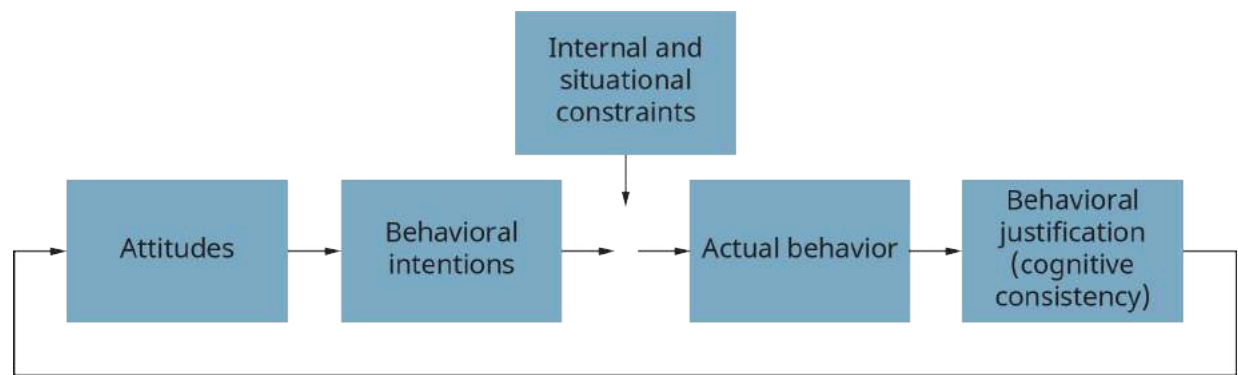 Internal and
situational
constraints
Attitudes
Behavioral
intentions
Actual behavior
Behavioral
justification
(cognitive
consistency)